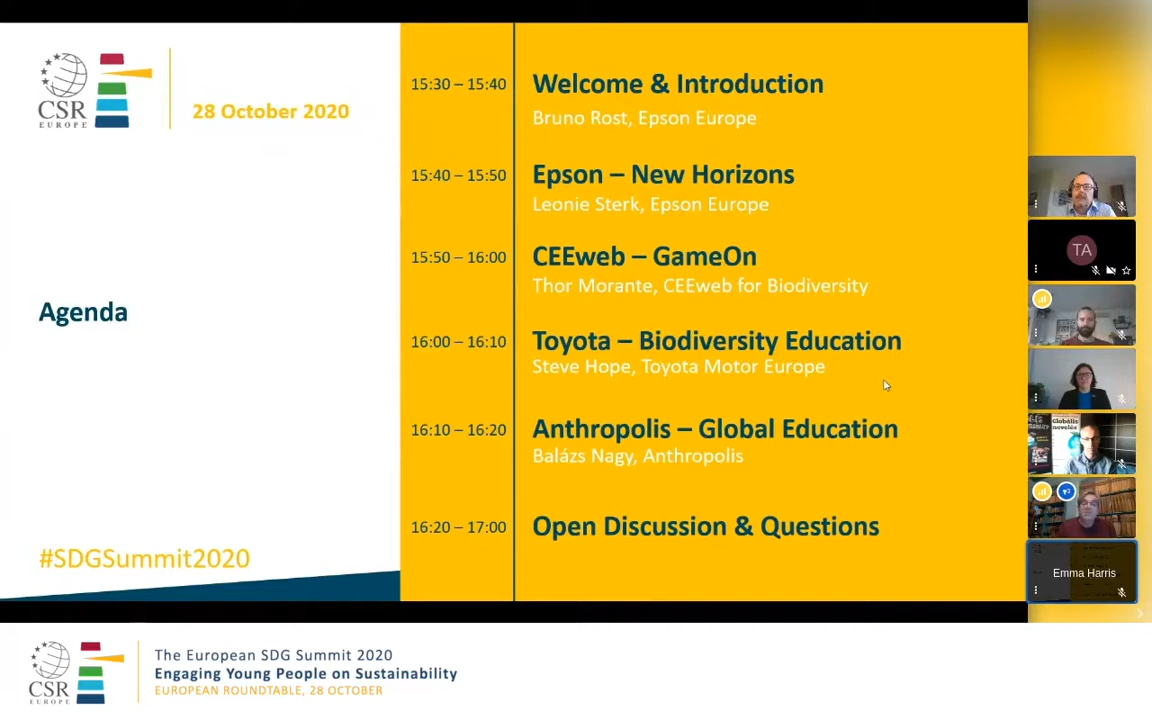 CSR
EUROPE
28 October 2020
Agenda
#SDGSummit2020
15:30 – 15:40
Welcome & Introduction
Bruno Rost, Epson Europe
15:40 – 15:50
Epson – New Horizons
Leonie Sterk, Epson Europe
15:50 – 16:00
CEEweb – GameOn
Thor Morante, CEEweb for Biodiversity
16:00 – 16:10
Toyota – Biodiversity Education
Steve Hope, Toyota Motor Europe
16:10 – 16:20
Anthropolis – Global Education
Balázs Nagy, Anthropolis
16:20 – 17:00
Open Discussion & Questions
TA
Globális
nevelés
Emma Harris
CSR
EUROPE
The European SDG Summit 2020
Engaging Young People on Sustainability
EUROPEAN ROUNDTABLE, 28 OCTOBER